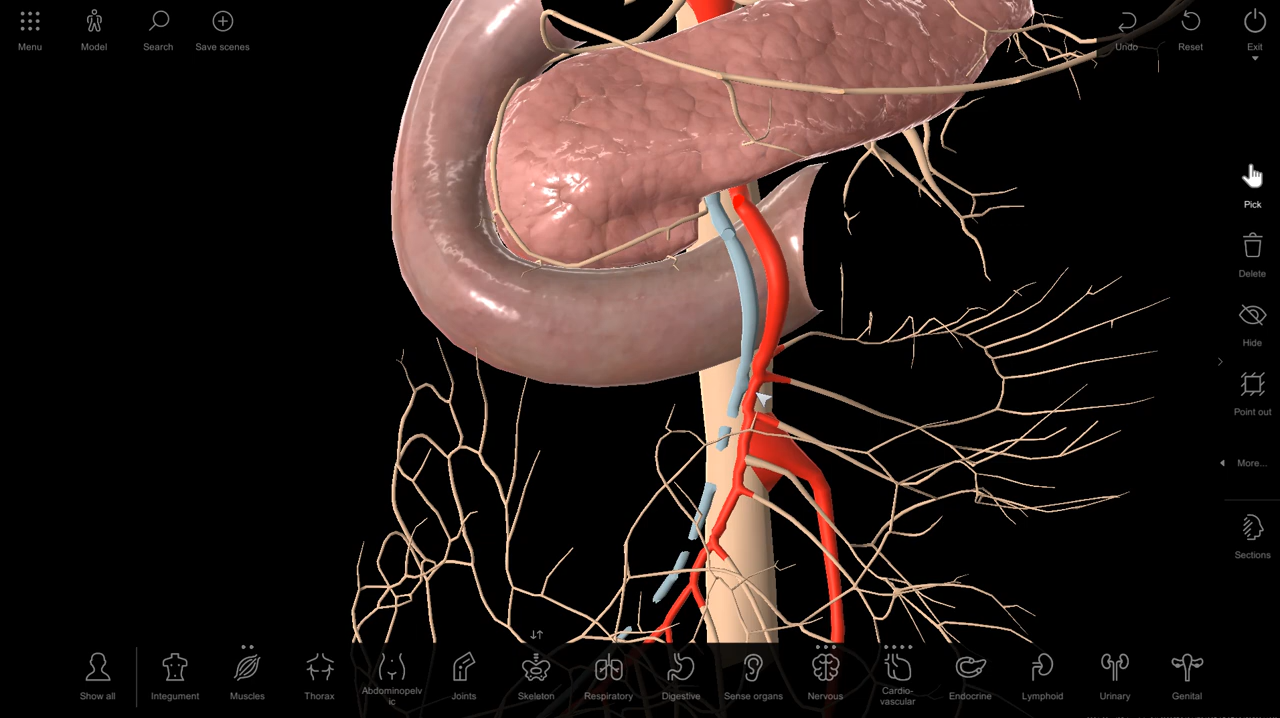 Menu
Model
Search
Save scenes
Undo
Reset
Exit
Pick
Delete
Hide
Point out
More...
Sections
Show all
Integument
Muscles
Thorax
Abdominopelv
ic
Joints
Skeleton
Respiratory
Digestive
Sense organs
Nervous
Cardio-
vascular
Endocrine
Lymphoid
Urinary
Genital